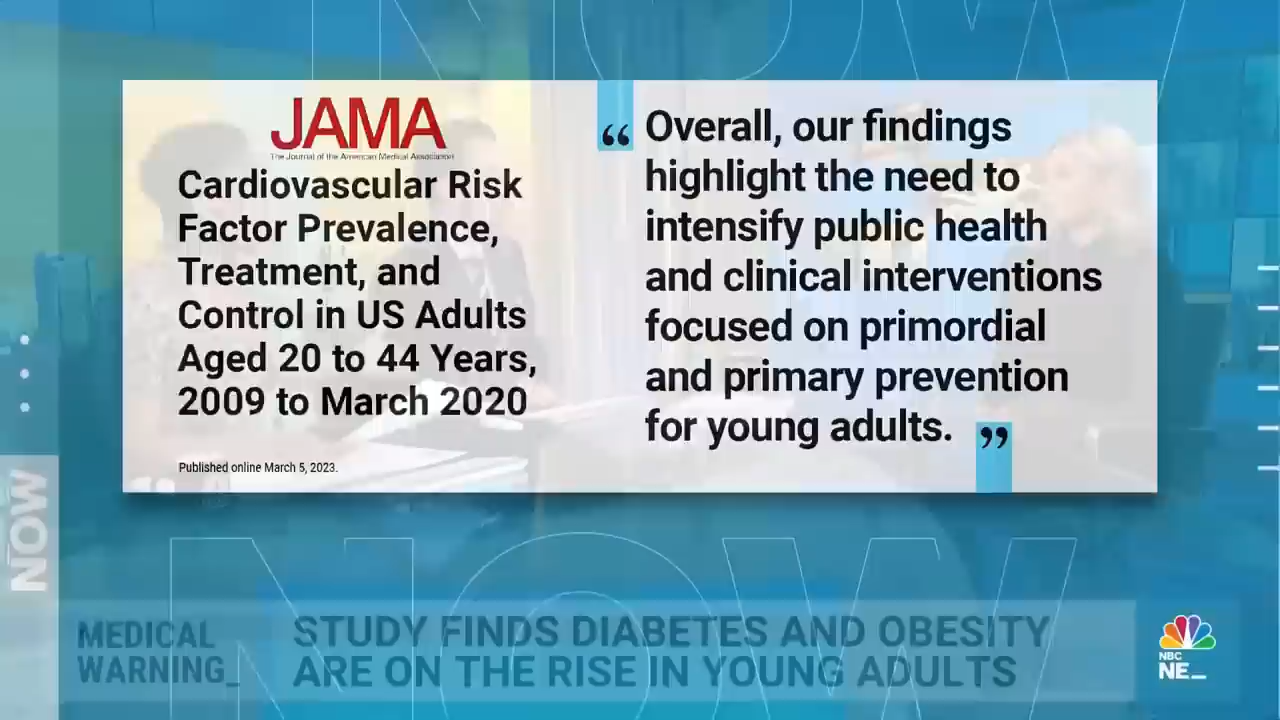 NOW
JAMA
The Journal of the American Medical Association
Cardiovascular Risk
Factor Prevalence,
Treatment, and
Control in US Adults
Aged 20 to 44 Years,
2009 to March 2020
Published online March 5, 2023.
“ Overall, our findings
highlight the need to
intensify public health
and clinical interventions
focused on primordial
and primary prevention
for young adults. ”
NOW
NOW
MEDICAL
WARNING_
STUDY FINDS DIABETES AND OBESITY
ARE ON THE RISE IN YOUNG ADULTS
NBC
NE_